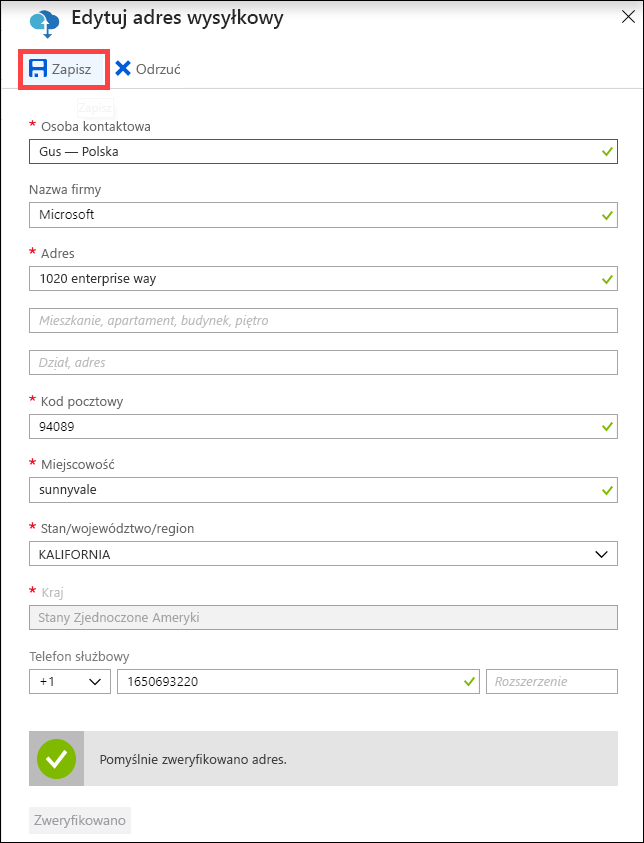 Edytuj adres wysyłkowy
Zapisz Odrzuć
Zapisz
* Osoba kontaktowa
Gus — Polska
Nazwa firmy
Microsoft
* Adres
1020 enterprise way
Mieszkanie, apartament, budynek, piętro
Dział, adres
* Kod pocztowy
94089
* Miejscowość
sunnyvale
* Stan/województwo/region
KALIFORNIA
* Kraj
Stany Zjednoczone Ameryki
Telefon służbowy
+1 1650693220 Rozszerzenie
Pomyślnie zweryfikowano adres.
Zweryfikowano